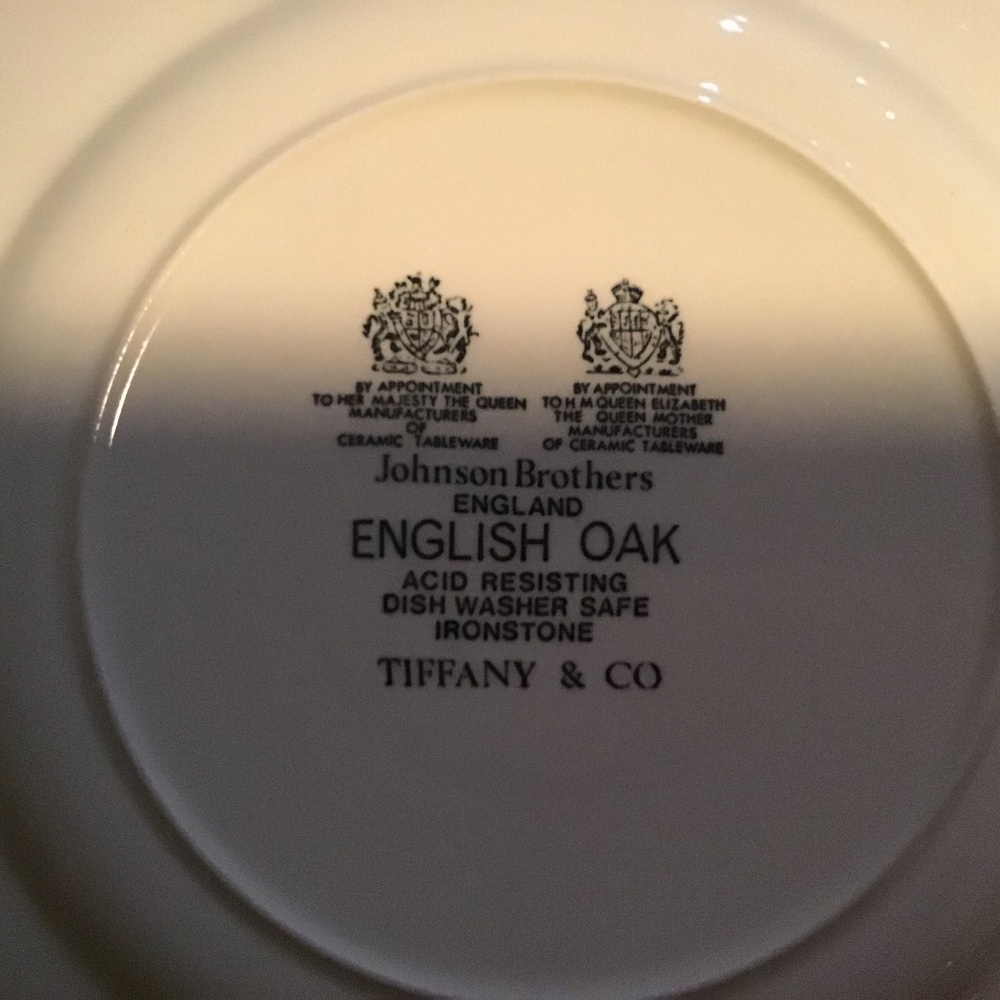 BY APPOINTMENT
TO HER MAJESTY THE QUEEN
MANUFACTURERS
OF
CERAMIC TABLEWARE
BY APPOINTMENT
TO H M QUEEN ELIZABETH
THE QUEEN MOTHER
MANUFACTURERS
OF CERAMIC TABLEWARE
Johnson Brothers
ENGLAND
ENGLISH OAK
ACID RESISTING
DISH WASHER SAFE
IRONSTONE
TIFFANY & CO